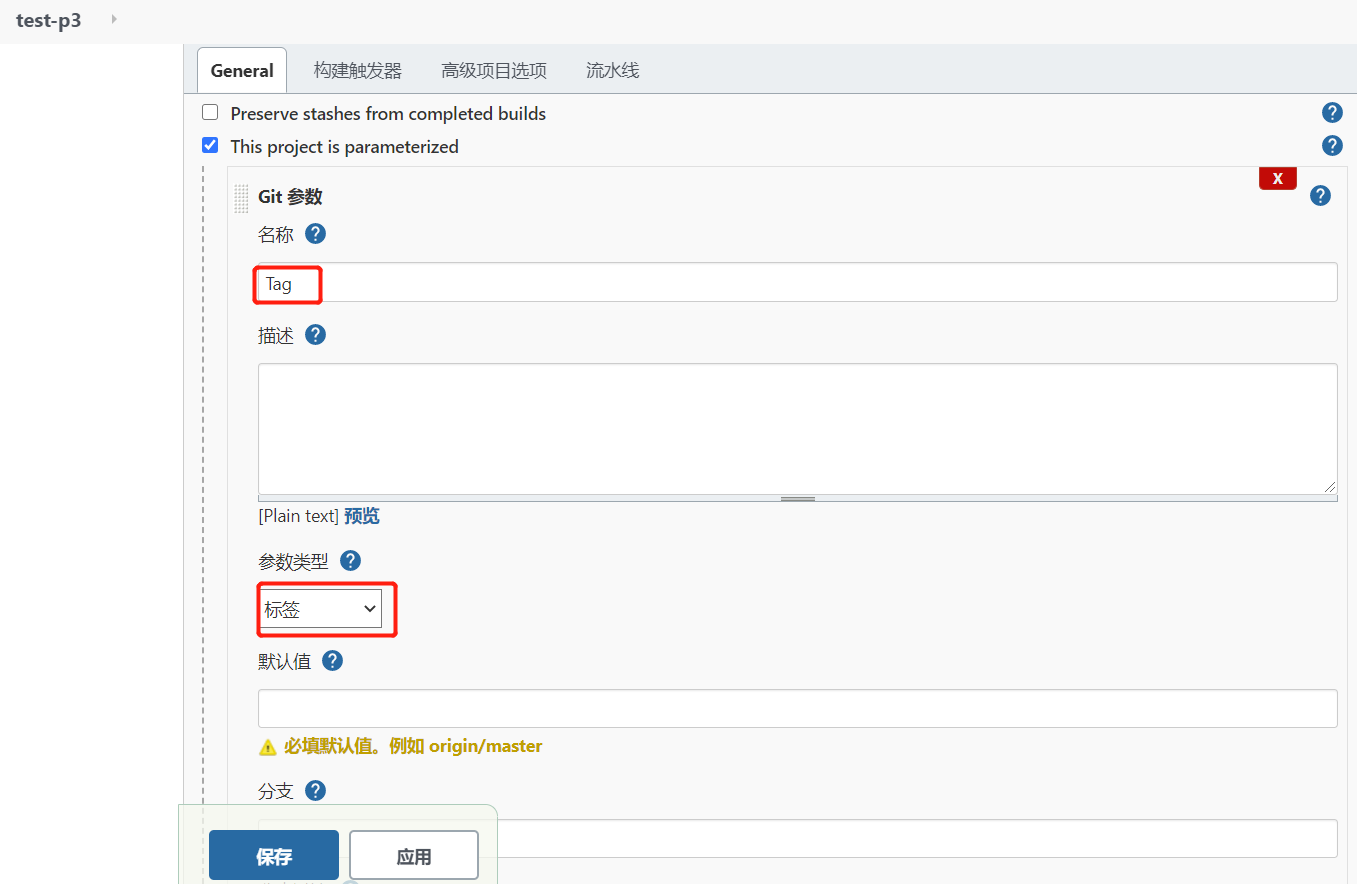 test-p3
General 构建触发器 高级项目选项 流水线
Preserve stashes from completed builds ?
This project is parameterized ?
X
Git 参数 ?
名称 ?
Tag
描述 ?
[Plain text] 预览
参数类型 ?
标签
默认值 ?
必填默认值。例如 origin/master
分支 ?
保存 应用